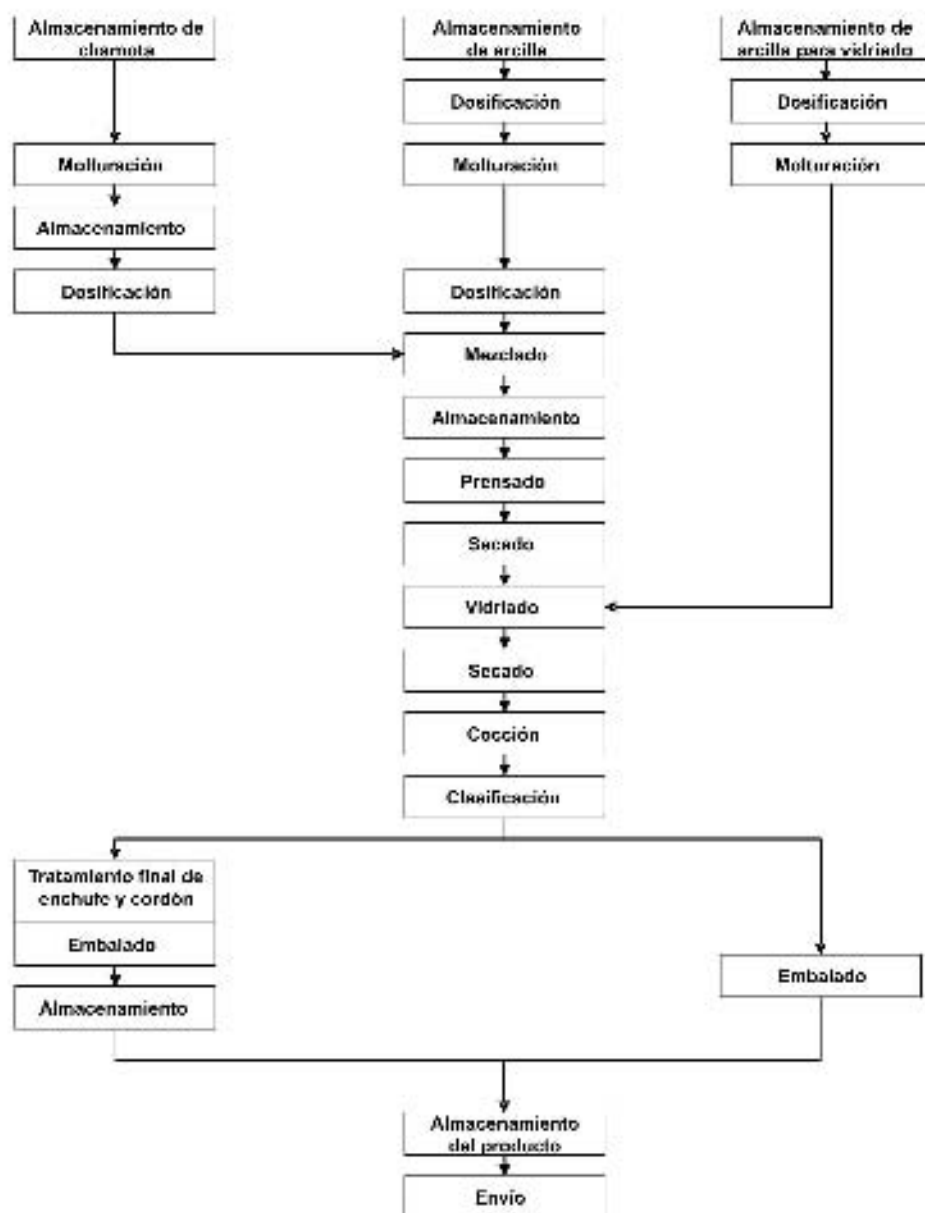 Almacenamiento de
chamota
Almacenamiento
de arcilla
Almacenamiento de
arcilla para vidriado
Dosificación
Dosificación
Molturación
Molturación
Molturación
Almacenamiento
Dosificación
Dosificación
Mezclado
Almacenamiento
Prensado
Secado
Vidriado
Secado
Cocción
Clasificación
Tratamiento final de
enchufe y cordón
Embalado
Embalado
Almacenamiento
Almacenamiento
del producto
Envío